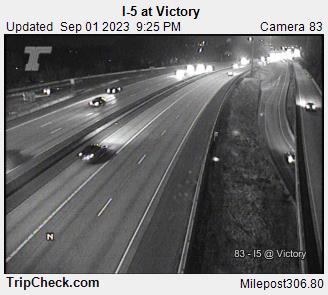 I-5 at Victory
Updated Sep 01 2023 9:25 PM Camera 83
T
N
83 - I5 @ Victory
TripCheck.com Milepost306.80